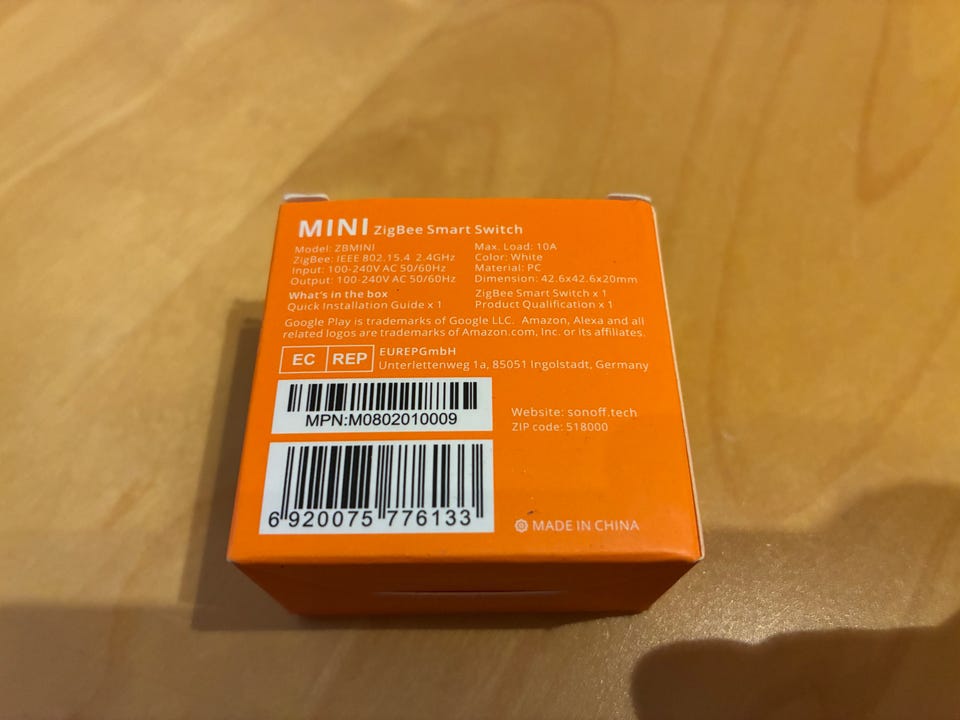 MINI ZigBee Smart Switch
Model: ZBMINI
ZigBee: IEEE 802.15.4 2.4GHz
Input: 100-240V AC 50/60Hz
Output: 100-240V AC 50/60Hz
Max. Load: 10A
Color: White
Material: PC
Dimension: 42.6x42.6x20mm
What's in the box
Quick Installation Guide x 1
ZigBee Smart Switch x 1
Product Qualification x 1
Google Play is trademarks of Google LLC. Amazon, Alexa and all
related logos are trademarks of Amazon.com, Inc. or its affiliates.
EC REP
EUREPGmbH
Unterlettenweg 1a, 85051 Ingolstadt, Germany
MPN:M0802010009
Website: sonoff.tech
ZIP code: 518000
6 920075 776133
MADE IN CHINA